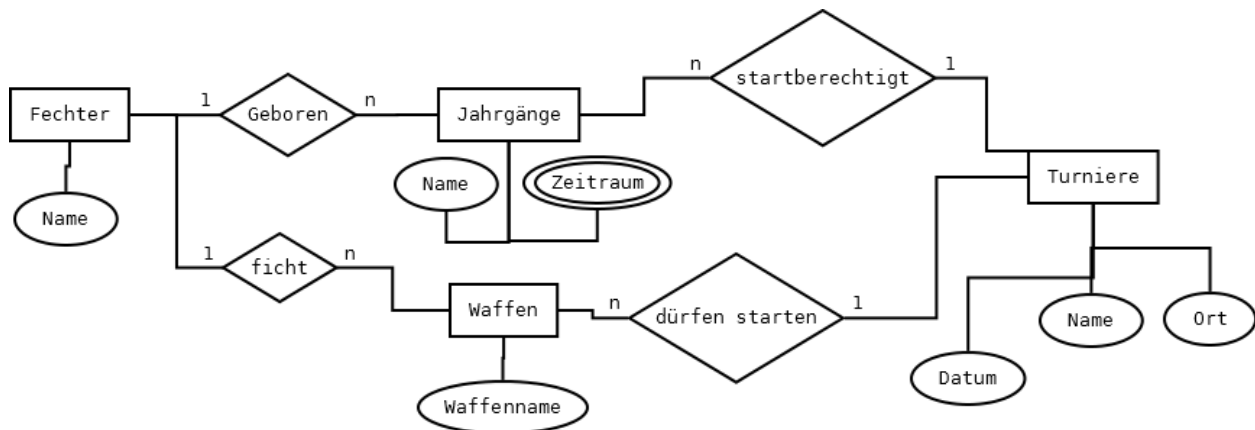 n
startberechtigt
1
Fechter
1
Geboren
n
Jahrgänge
Name
Zeitraum
Turniere
Name
1
ficht
n
Waffen
n
dürfen starten
1
Name
Ort
Datum
Waffenname